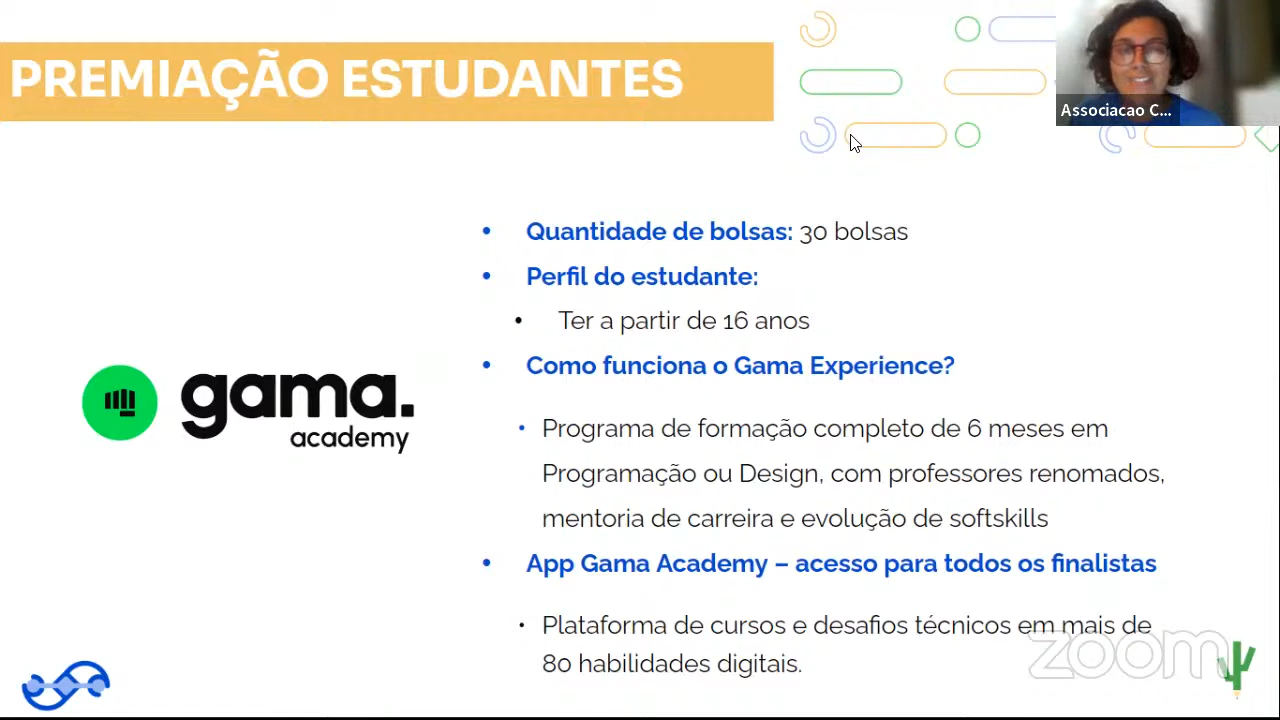 PREMIAÇÃO ESTUDANTES
Associacao C...
• Quantidade de bolsas: 30 bolsas
• Perfil do estudante:
• Ter a partir de 16 anos
• Como funciona o Gama Experience?
gama.
academy
• Programa de formação completo de 6 meses em
Programação ou Design, com professores renomados,
mentoria de carreira e evolução de softskills
• App Gama Academy – acesso para todos os finalistas
• Plataforma de cursos e desafios técnicos em mais de
80 habilidades digitais.
zoom